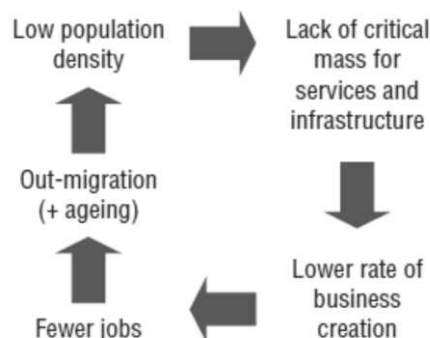 Low population
density
Lack of critical
mass for
services and
infrastructure
Lower rate of
business
creation
Fewer jobs
Out-migration
(+ ageing)